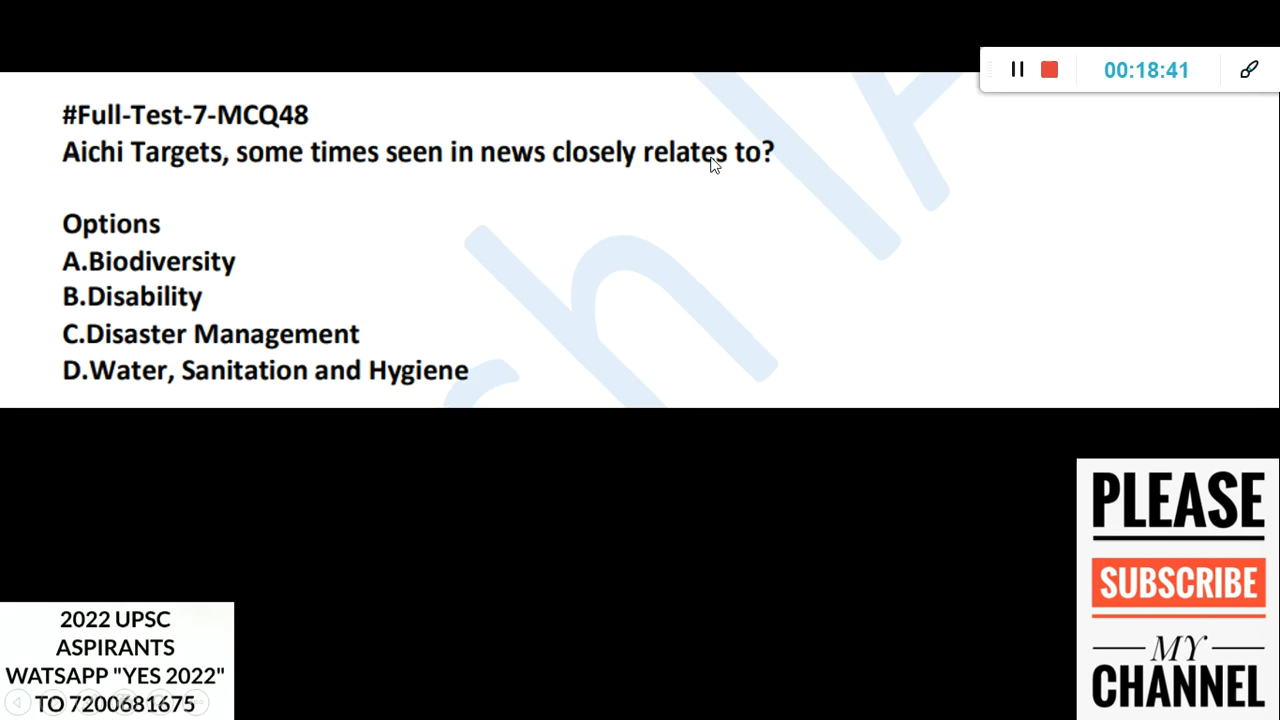 00:18:41
#Full-Test-7-MCQ48
Aichi Targets, some times seen in news closely relates to?
Options
A.Biodiversity
B.Disability
C.Disaster Management
D.Water, Sanitation and Hygiene
PLEASE
SUBSCRIBE
MY
CHANNEL
2022 UPSC
ASPIRANTS
WATSAPP "YES 2022"
TO 7200681675